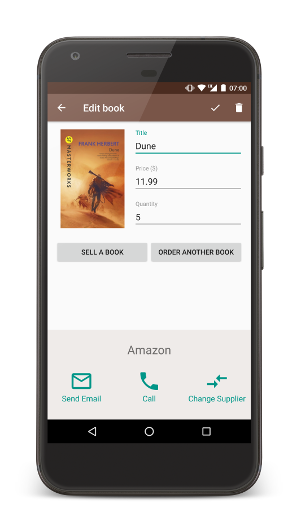 07:00
Edit book
SF MASTERWORKS
FRANK HERBERT
Dune
Title
Dune
Price ($)
11.99
Quantity
5
SELL A BOOK
ORDER ANOTHER BOOK
Amazon
Send Email
Call
Change Supplier